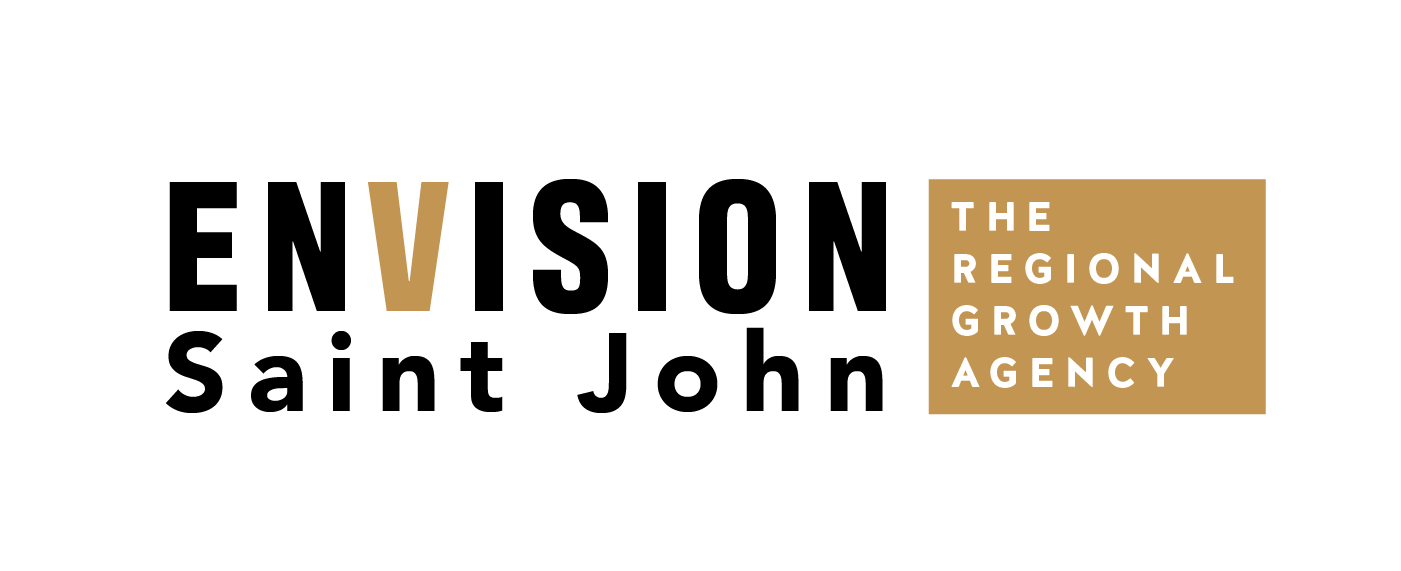 ENVISION
Saint John
THE
REGIONAL
GROWTH
AGENCY